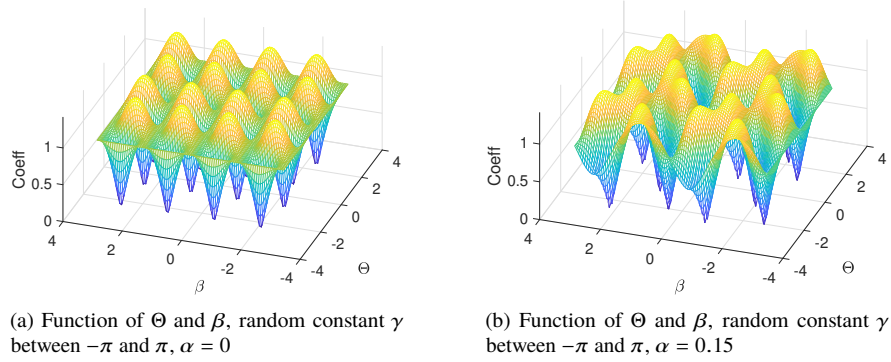 Coeff
1
0.5
0
4
2
0
-2
-4
β
4
2
0
-2
-4
Θ
Coeff
1
0.5
0
4
2
0
-2
-4
β
4
2
0
-2
-4
Θ
(a) Function of Θ and β, random constant γ
between −π and π, α = 0
(b) Function of Θ and β, random constant γ
between −π and π, α = 0.15